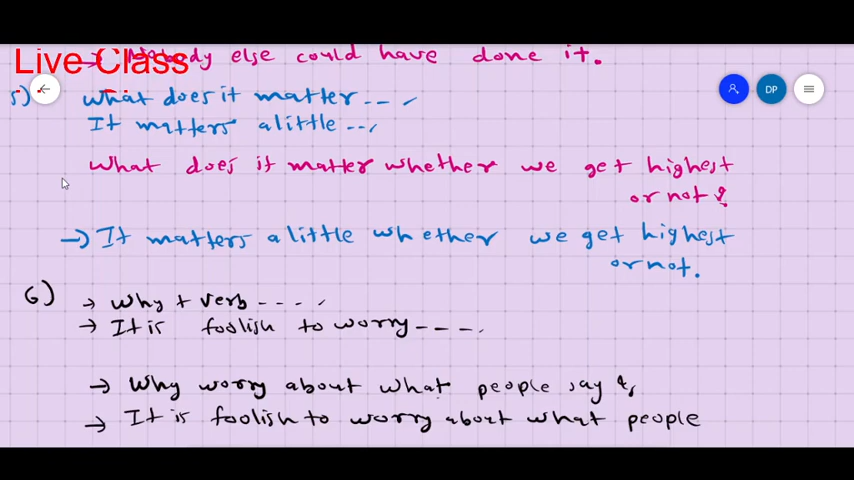 Live Class
→ Nobody else could have done it.
5) What does it matter --- ✓
It matters a little --✓
What does it matter whether we get highest
or not?
→ It matters a little whether we get highest
or not.
6) → Why + verb ---- ✓
→ It is foolish to worry ----
→ Why worry about what people say?
→ It is foolish to worry about what people
DP